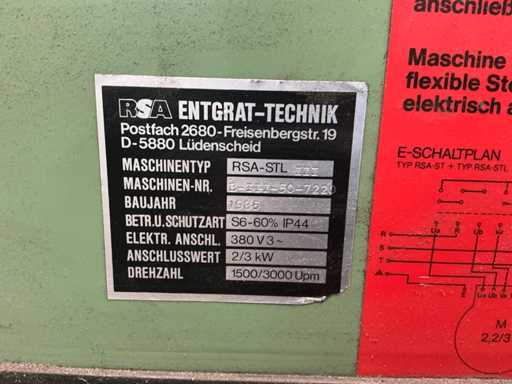 RSA ENTGRAT-TECHNIK
Postfach 2680-Freisenbergstr. 19
D-5880 Lüdenscheid
MASCHINENTYP RSA-STL III
MASCHINEN-NR.
BAUJAHR
BETR.U.SCHUTZART S6-60% IP44
ELEKTR. ANSCHL. 380 V 3~
ANSCHLUSSWERT 2/3 kW
DREHZAHL 1500/3000 Upm
anschließ
Maschine
flexible Ste
elektrisch a
E-SCHALTPLAN
TYP RSA-ST + TYP RSA-STL
R
S
T
M
2,2/3